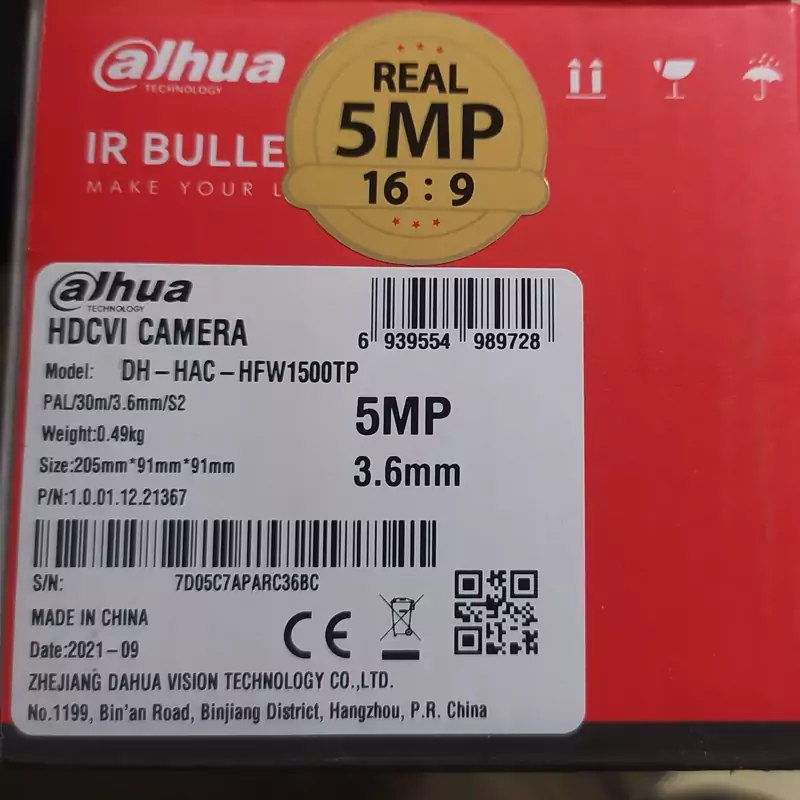 alhua
TECHNOLOGY
REAL
5MP
16 : 9
IR BULLE
MAKE YOUR L
alhua
TECHNOLOGY
HDCVI CAMERA
6 939554 989728
Model: DH-HAC-HFW1500TP
PAL/30m/3.6mm/S2
5MP
Weight:0.49kg
Size:205mm*91mm*91mm
3.6mm
P/N:1.0.01.12.21367
S/N: 7D05C7APARC36BC
MADE IN CHINA
CE
Date:2021-09
ZHEJIANG DAHUA VISION TECHNOLOGY CO.,LTD.
No.1199, Bin'an Road, Binjiang District, Hangzhou, P.R. China